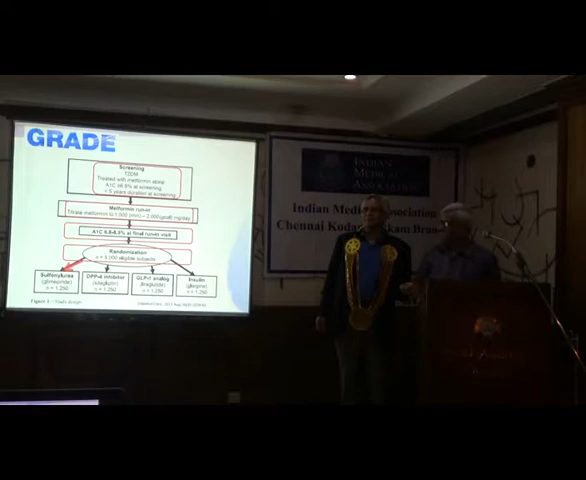 GRADE
Screening
T2DM
Treated with metformin alone
A1C ≥6.8% at screening
< 5 years duration at screening
Metformin run-in
Titrate metformin to 1,000 (min) – 2,000 (goal) mg/day
A1C 6.8-8.5% at final run-in visit
Randomization
n = 5,000 eligible subjects
Sulfonylurea
(glimepiride)
n = 1,250
DPP-4 inhibitor
(sitagliptin)
n = 1,250
GLP-1 analog
(liraglutide)
n = 1,250
Insulin
(glargine)
n = 1,250
Indian
Medical
Association
Indian Medical Association
Chennai Branch